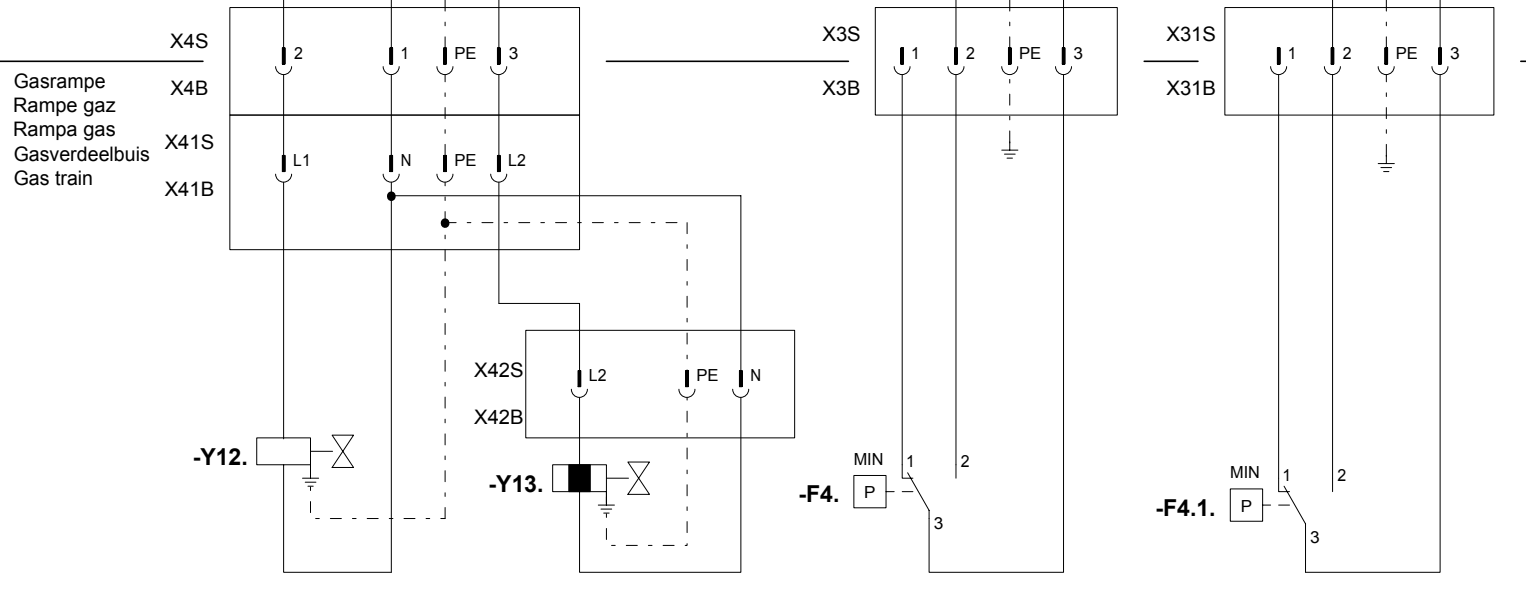 X4S
2
1
PE
3
X4B
Gasrampe
Rampe gaz
Rampa gas
Gasverdeelbuis
Gas train
X41S
L1
N
PE
L2
X41B
X42S
L2
PE
N
X42B
-Y12.
-Y13.
X3S
1
2
PE
3
X3B
MIN
1
2
-F4.
P
3
X31S
1
2
PE
3
X31B
MIN
1
2
-F4.1.
P
3